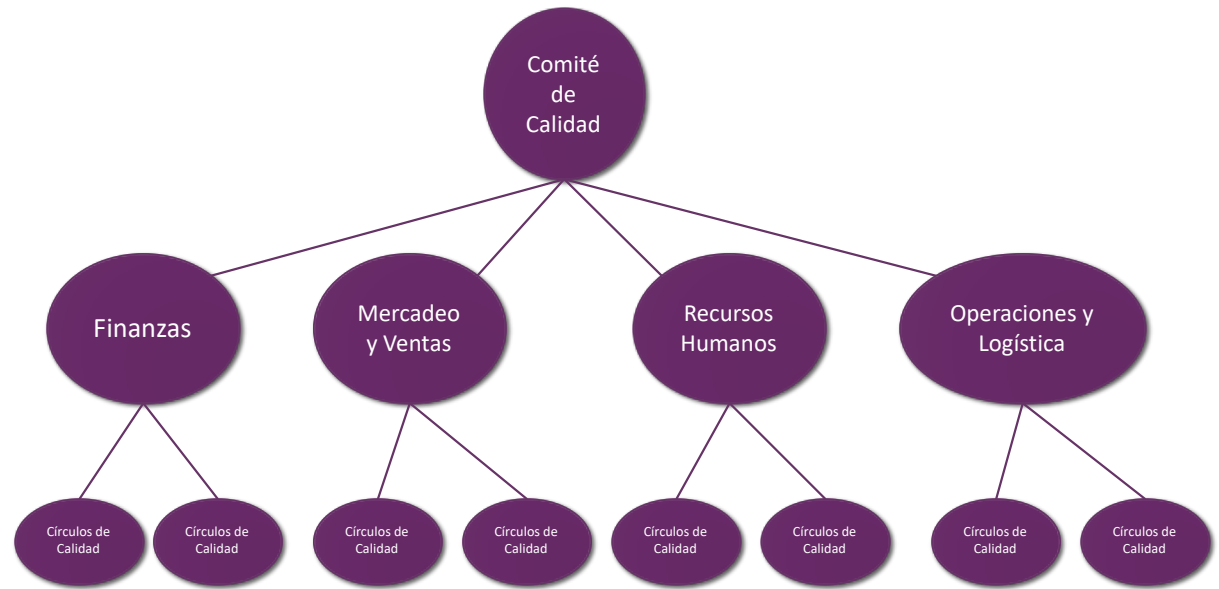 Comité
de
Calidad
Finanzas
Mercadeo
y Ventas
Recursos
Humanos
Operaciones y
Logística
Círculos de
Calidad
Círculos de
Calidad
Círculos de
Calidad
Círculos de
Calidad
Círculos de
Calidad
Círculos de
Calidad
Círculos de
Calidad
Círculos de
Calidad